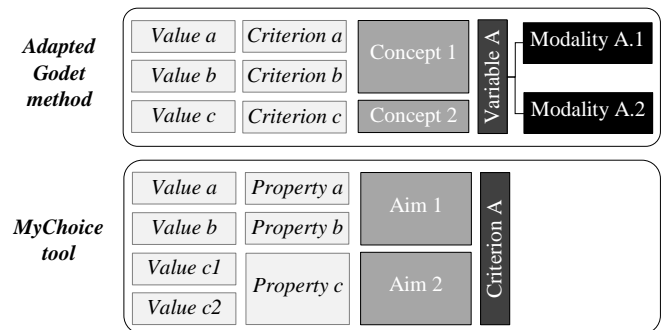 Adapted
Godet
method
Value a
Criterion a
Value b
Criterion b
Value c
Criterion c
Concept 1
Concept 2
Variable A
Modality A.1
Modality A.2
MyChoice
tool
Value a
Property a
Value b
Property b
Value c1
Value c2
Property c
Aim 1
Aim 2
Criterion A